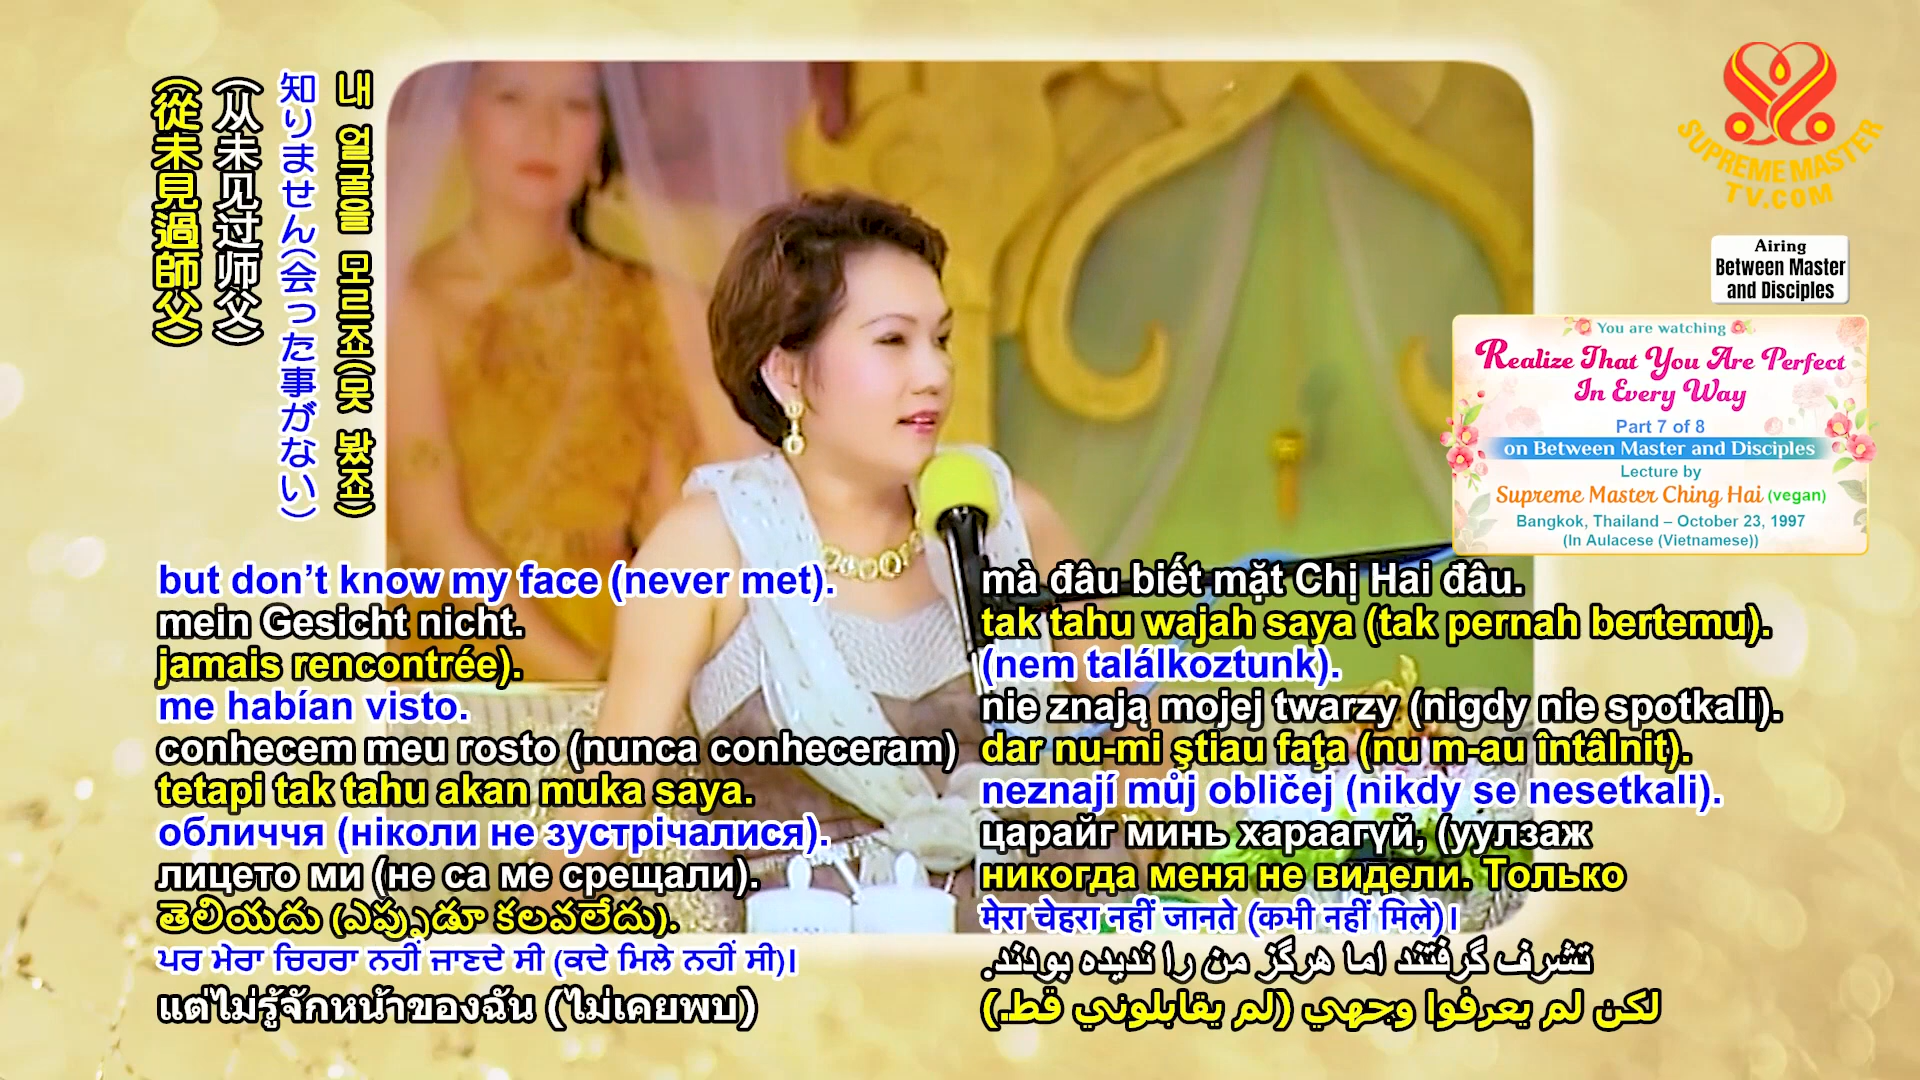 (從未見過師父)
(从未见过师父)
知りません(会った事がない)
내 얼굴을 모르죠(못 봤죠)
SUPREME MASTER
TV.COM
Airing
Between Master
and Disciples
You are watching
Realize That You Are Perfect
In Every Way
Part 7 of 8
on Between Master and Disciples
Lecture by
Supreme Master Ching Hai (vegan)
Bangkok, Thailand – October 23, 1997
(In Aulacese (Vietnamese))
but don’t know my face (never met).
mein Gesicht nicht.
jamais rencontrée).
me habían visto.
conhecem meu rosto (nunca conheceram)
tetapi tak tahu akan muka saya.
обличчя (ніколи не зустрічалися).
лицето ми (не са ме срещали).
తెలియదు (ఎప్పుడూ కలవలేదు).
ਪਰ ਮੇਰਾ ਚਿਹਰਾ ਨਹੀਂ ਜਾਣਦੇ ਸੀ (ਕਦੇ ਮਿਲੇ ਨਹੀਂ ਸੀ)।
แต่ไม่รู้จักหน้าของฉัน (ไม่เคยพบ)
mà đâu biết mặt Chị Hai đâu.
tak tahu wajah saya (tak pernah bertemu).
(nem találkoztunk).
nie znają mojej twarzy (nigdy nie spotkali).
dar nu-mi ştiau faţa (nu m-au întâlnit).
neznají můj obličej (nikdy se nesetkali).
царайг минь хараагүй, (уулзаж
никогда меня не видели. Только
मेरा चेहरा नहीं जानते (कभी नहीं मिले)।
تشرف گرفتند اما هرگز من را ندیده بودند.
لكن لم يعرفوا وجهي (لم يقابلوني قط.)